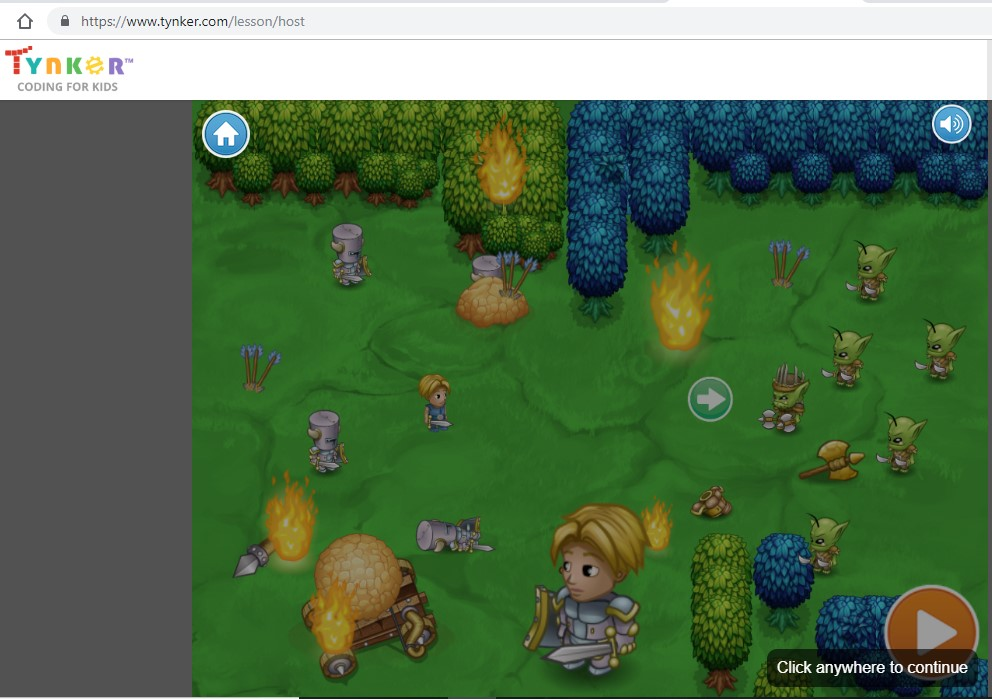 https://www.tynker.com/lesson/host
TYNKER™
CODING FOR KIDS
Click anywhere to continue